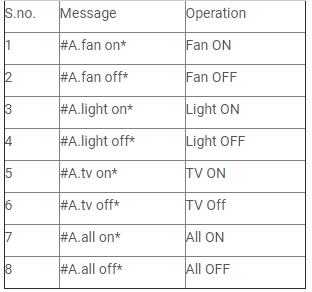 S.no. Message Operation
1 #A.fan on* Fan ON
2 #A.fan off* Fan OFF
3 #A.light on* Light ON
4 #A.light off* Light OFF
5 #A.tv on* TV ON
6 #A.tv off* TV Off
7 #A.all on* All ON
8 #A.all off* All OFF